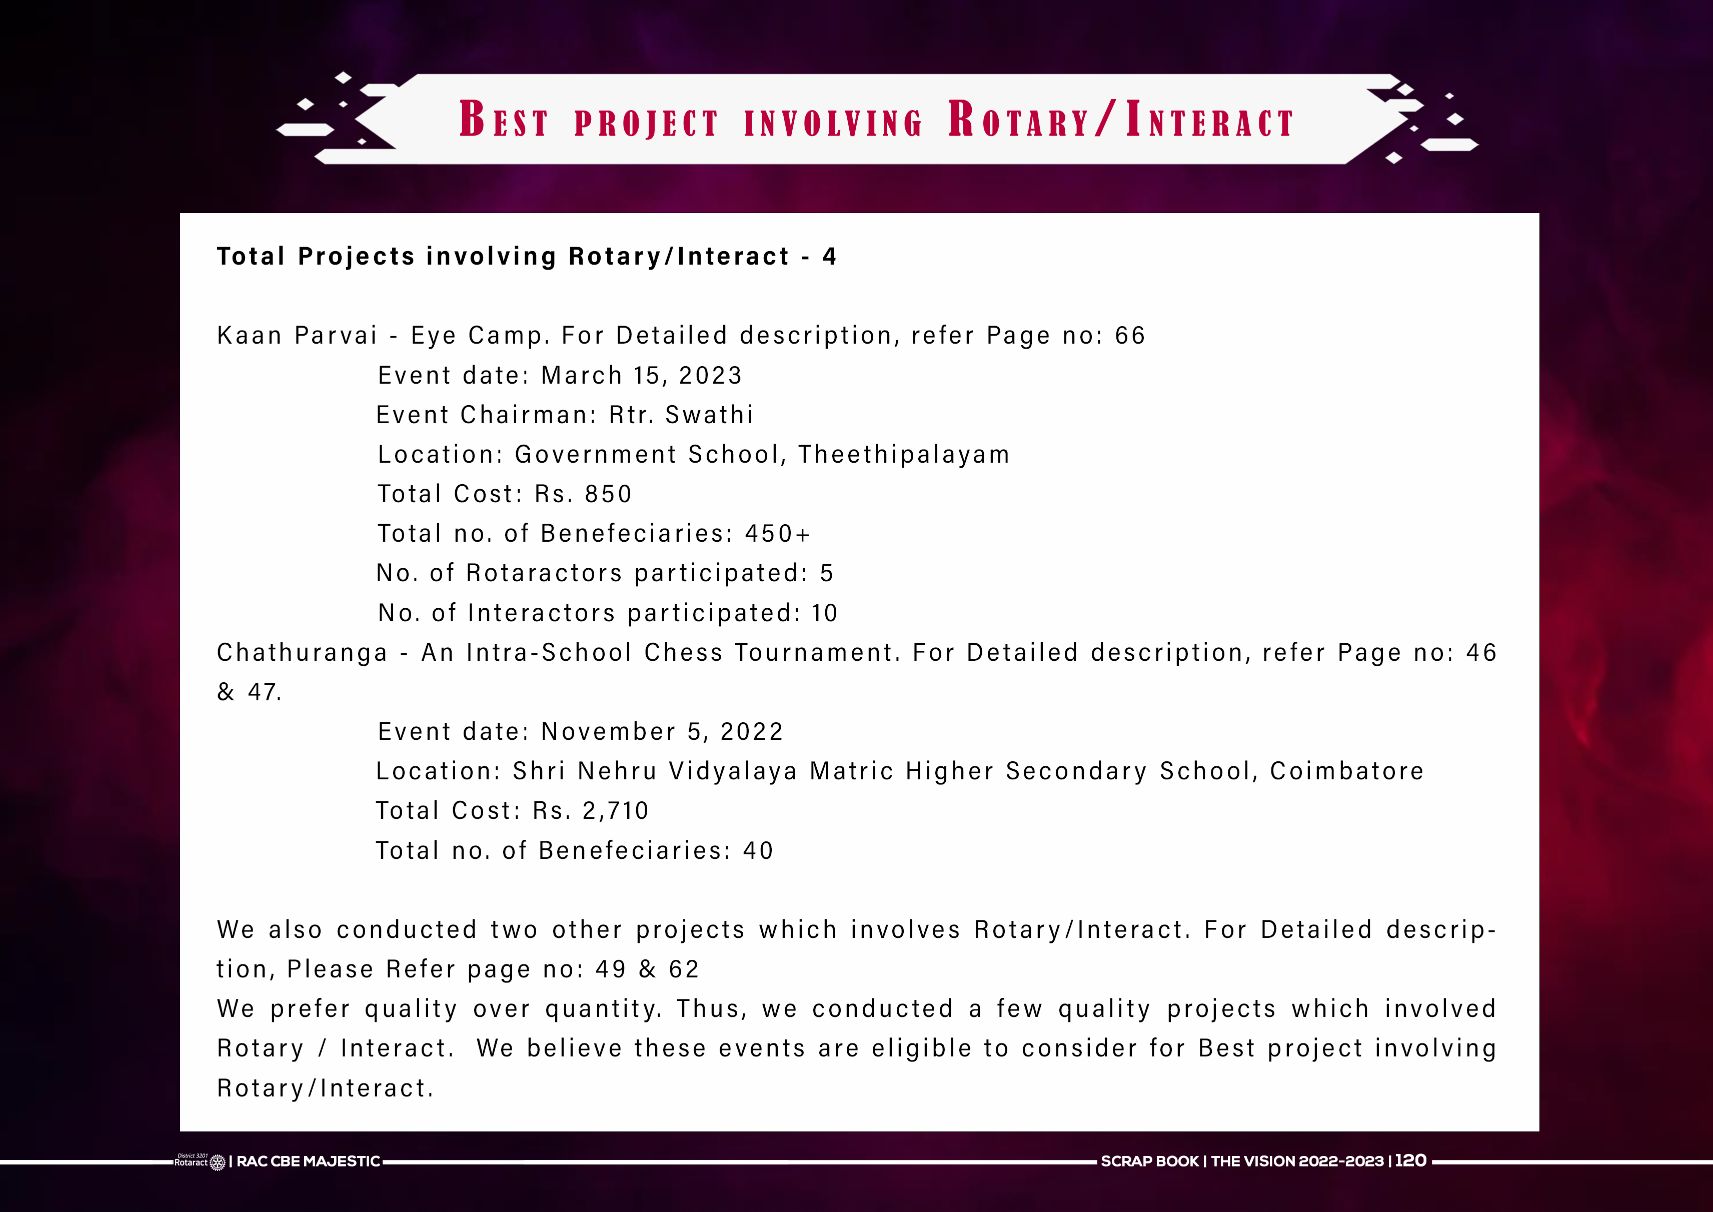 Best project involving Rotary/Interact
Total Projects involving Rotary/Interact - 4
Kaan Parvai - Eye Camp. For Detailed description, refer Page no: 66
Event date: March 15, 2023
Event Chairman: Rtr. Swathi
Location: Government School, Theethipalayam
Total Cost: Rs. 850
Total no. of Benefeciaries: 450+
No. of Rotaractors participated: 5
No. of Interactors participated: 10
Chathuranga - An Intra-School Chess Tournament. For Detailed description, refer Page no: 46
& 47.
Event date: November 5, 2022
Location: Shri Nehru Vidyalaya Matric Higher Secondary School, Coimbatore
Total Cost: Rs. 2,710
Total no. of Benefeciaries: 40
We also conducted two other projects which involves Rotary/Interact. For Detailed descrip-
tion, Please Refer page no: 49 & 62
We prefer quality over quantity. Thus, we conducted a few quality projects which involved
Rotary / Interact. We believe these events are eligible to consider for Best project involving
Rotary/Interact.
District 3201
Rotaract | RAC CBE MAJESTIC
SCRAP BOOK | THE VISION 2022-2023 | 120